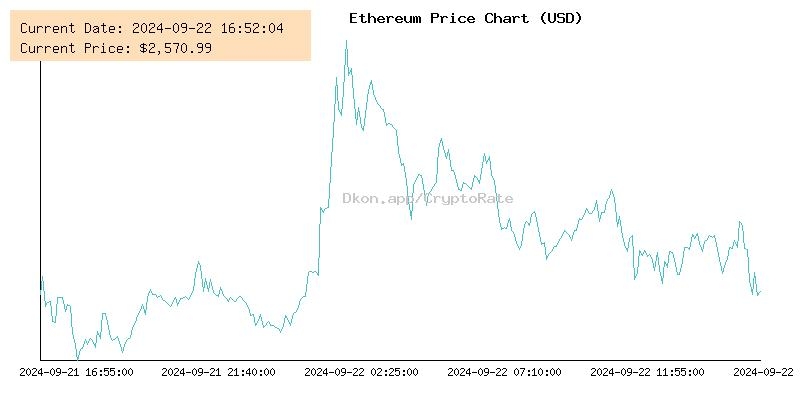 Ethereum Price Chart (USD)
Current Date: 2024-09-22 16:52:04
Current Price: $2,570.99
Dkon.app/CryptoRate
2024-09-21 16:55:00
2024-09-21 21:40:00
2024-09-22 02:25:00
2024-09-22 07:10:00
2024-09-22 11:55:00
2024-09-22